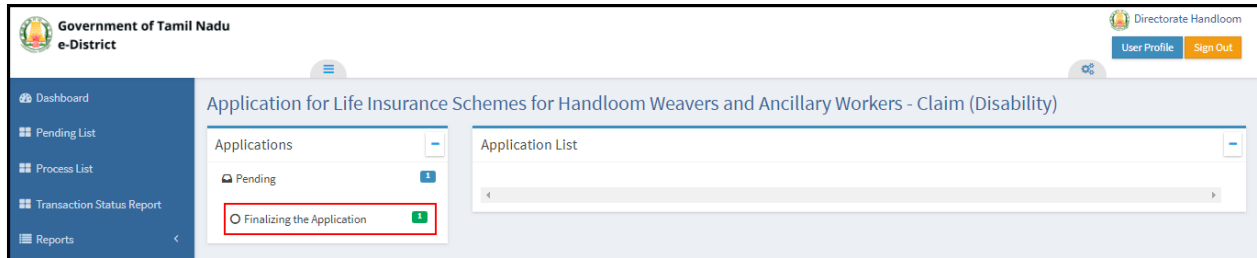 Government of Tamil Nadu
e-District
Directorate Handloom
User Profile
Sign Out
Dashboard
Pending List
Process List
Transaction Status Report
Reports
Application for Life Insurance Schemes for Handloom Weavers and Ancillary Workers - Claim (Disability)
Applications
Pending 1
Finalizing the Application 1
Application List